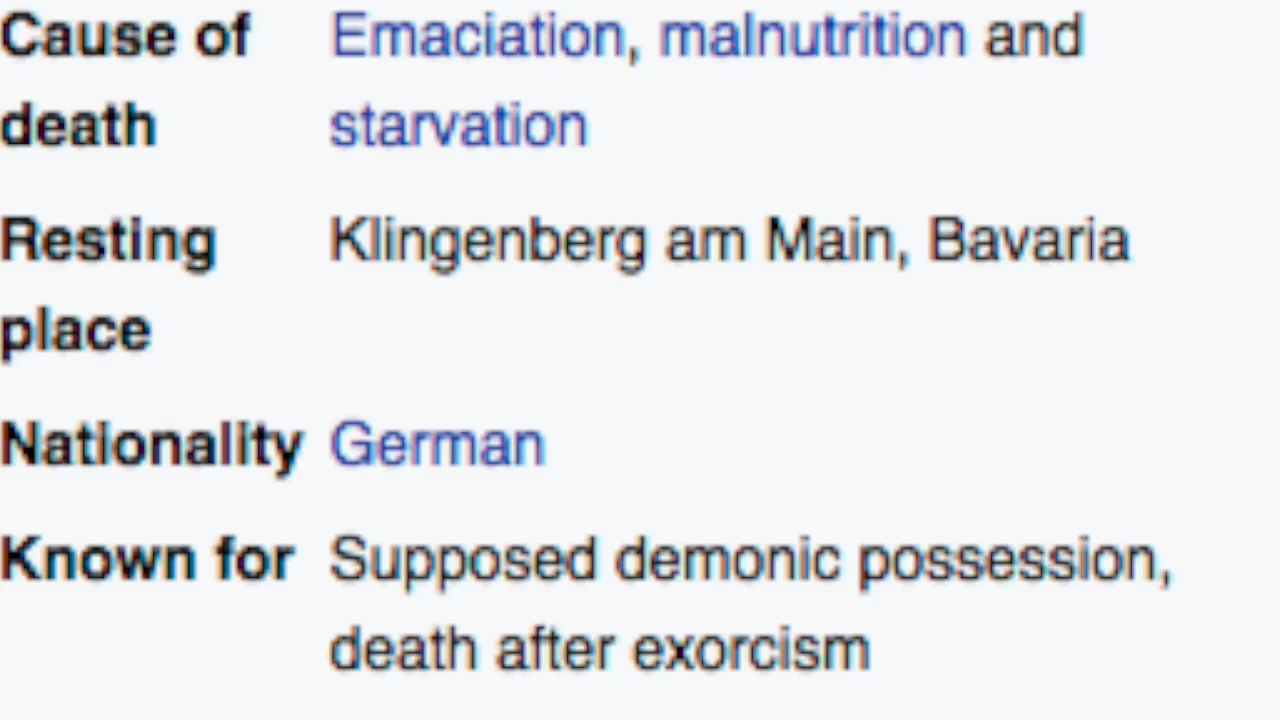 Cause of death Emaciation, malnutrition and starvation
Resting place Klingenberg am Main, Bavaria
Nationality German
Known for Supposed demonic possession, death after exorcism